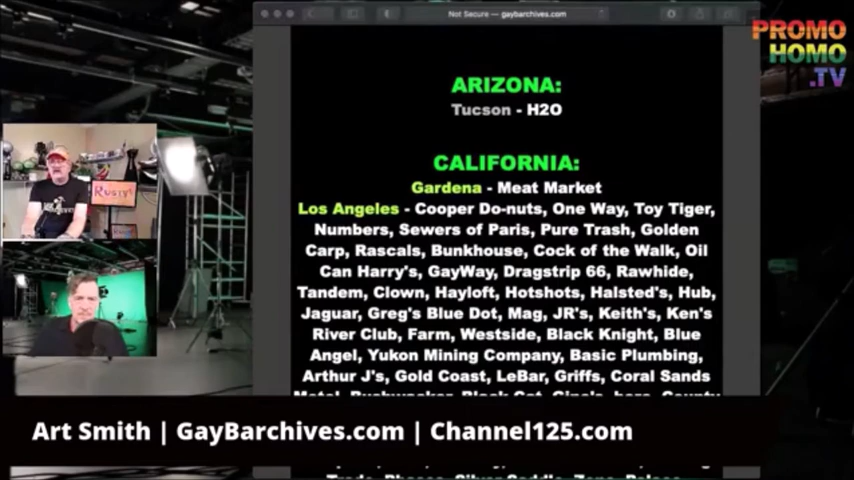 Not Secure — gaybarchives.com
PROMO
HOMO
.TV
ARIZONA:
Tucson - H2O
CALIFORNIA:
Gardena - Meat Market
Los Angeles - Cooper Do-nuts, One Way, Toy Tiger,
Numbers, Sewers of Paris, Pure Trash, Golden
Carp, Rascals, Bunkhouse, Cock of the Walk, Oil
Can Harry's, GayWay, Dragstrip 66, Rawhide,
Tandem, Clown, Hayloft, Hotshots, Halsted's, Hub,
Jaguar, Greg's Blue Dot, Mag, JR's, Keith's, Ken's
River Club, Farm, Westside, Black Knight, Blue
Angel, Yukon Mining Company, Basic Plumbing,
Arthur J's, Gold Coast, LeBar, Griffs, Coral Sands
Art Smith | GayBarchives.com | Channel125.com